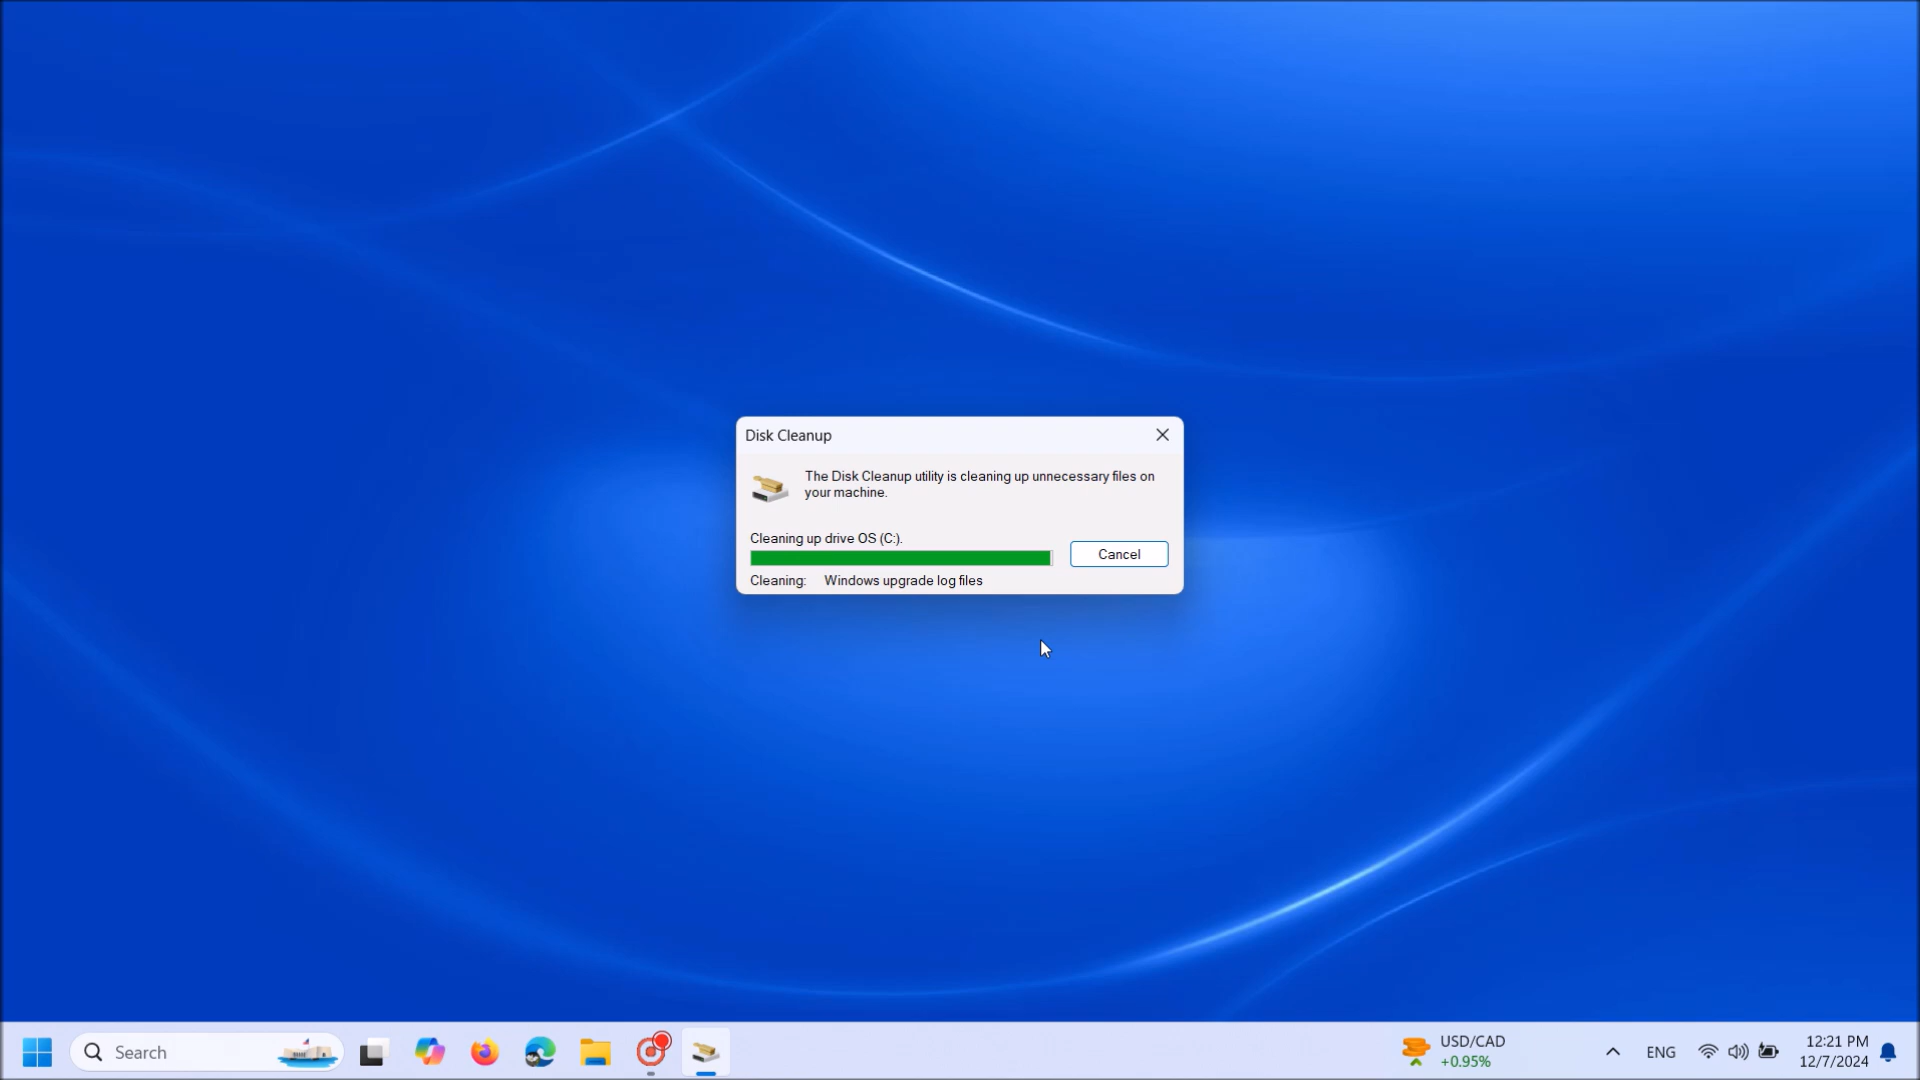 Disk Cleanup
The Disk Cleanup utility is cleaning up unnecessary files on
your machine.
Cleaning up drive OS (C:).
Cancel
Cleaning: Windows upgrade log files
Search
USD/CAD
+0.95%
ENG
12:21 PM
12/7/2024